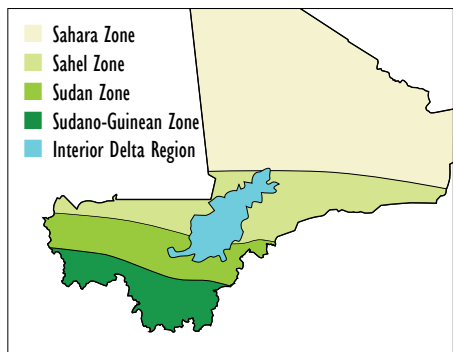 Sahara Zone
Sahel Zone
Sudan Zone
Sudano-Guinean Zone
Interior Delta Region